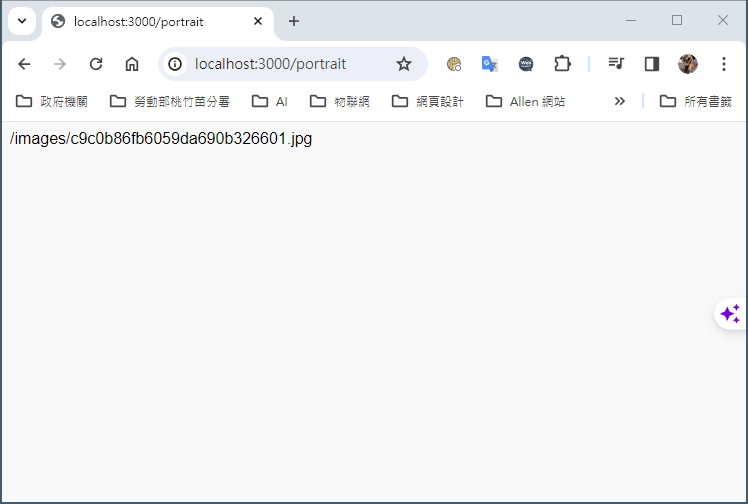 localhost:3000/portrait
localhost:3000/portrait
政府機關 勞動部桃竹苗分署 AI 物聯網 網頁設計 Allen 網站 所有書籤
/images/c9c0b86fb6059da690b326601.jpg